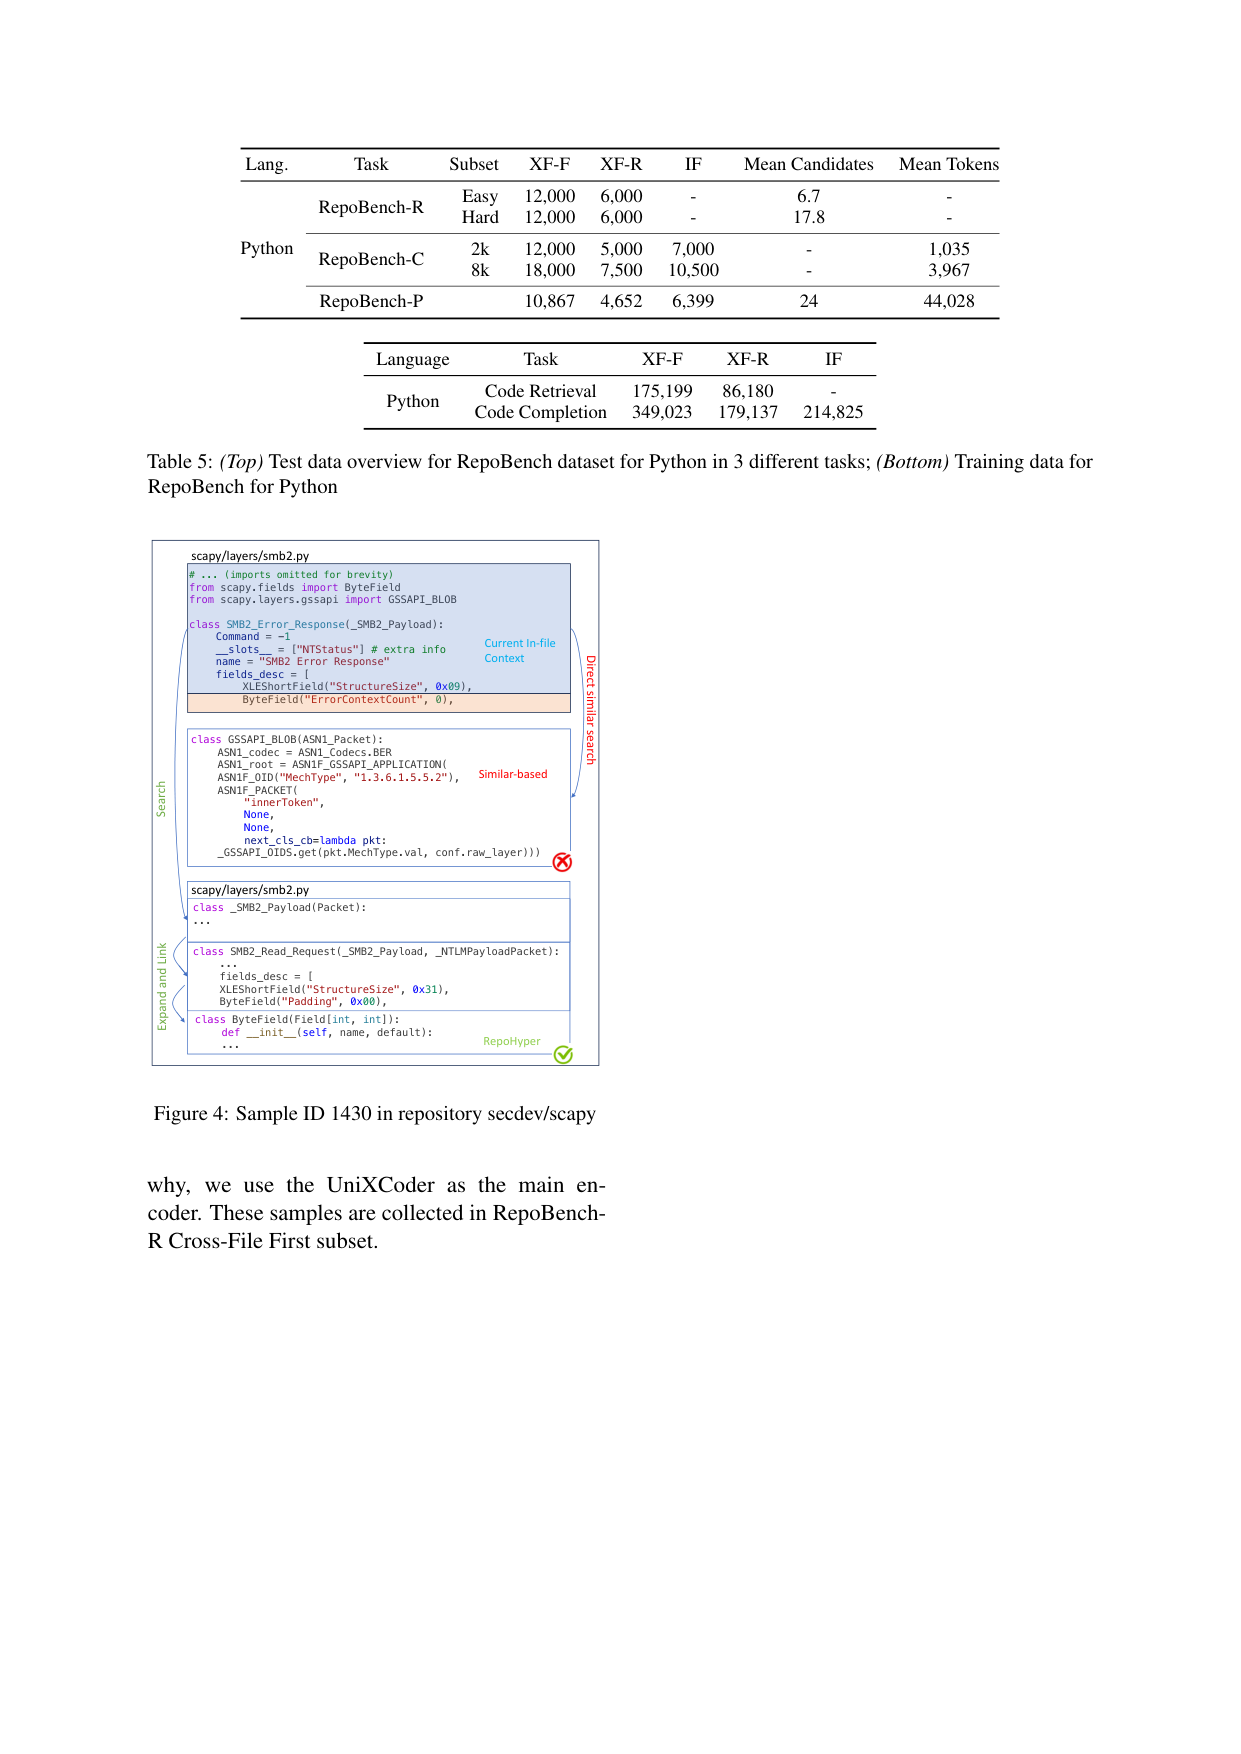 Lang. Task Subset XF-F XF-R IF Mean Candidates Mean Tokens
Python RepoBench-R Easy 12,000 6,000 - 6.7 -
Hard 12,000 6,000 - 17.8 -
RepoBench-C 2k 12,000 5,000 7,000 - 1,035
8k 18,000 7,500 10,500 - 3,967
RepoBench-P 10,867 4,652 6,399 24 44,028
Language Task XF-F XF-R IF
Python Code Retrieval 175,199 86,180 -
Code Completion 349,023 179,137 214,825
Table 5: (Top) Test data overview for RepoBench dataset for Python in 3 different tasks; (Bottom) Training data for
RepoBench for Python
scapy/layers/smb2.py
# ... (imports omitted for brevity)
from scapy.fields import ByteField
from scapy.layers.gssapi import GSSAPI_BLOB
class SMB2_Error_Response(_SMB2_Payload):
Command = -1
__slots__ = ["NTStatus"] # extra info
name = "SMB2 Error Response"
fields_desc = [
XLEShortField("StructureSize", 0x09),
ByteField("ErrorContextCount", 0),
Current In-file
Context
Direct similar search
class GSSAPI_BLOB(ASN1_Packet):
ASN1_codec = ASN1_Codecs.BER
ASN1_root = ASN1F_GSSAPI_APPLICATION(
ASN1F_OID("MechType", "1.3.6.1.5.5.2"),
ASN1F_PACKET(
"innerToken",
None,
None,
next_cls_cb=lambda pkt:
_GSSAPI_OIDS.get(pkt.MechType.val, conf.raw_layer)))
Similar-based
Search
scapy/layers/smb2.py
class _SMB2_Payload(Packet):
...
class SMB2_Read_Request(_SMB2_Payload, _NTLMPayloadPacket):
...
fields_desc = [
XLEShortField("StructureSize", 0x31),
ByteField("Padding", 0x00),
class ByteField(Field[int, int]):
def __init__(self, name, default):
...
RepoHyper
Expand and Link
Figure 4: Sample ID 1430 in repository secdev/scapy
why, we use the UniXCoder as the main en-
coder. These samples are collected in RepoBench-
R Cross-File First subset.